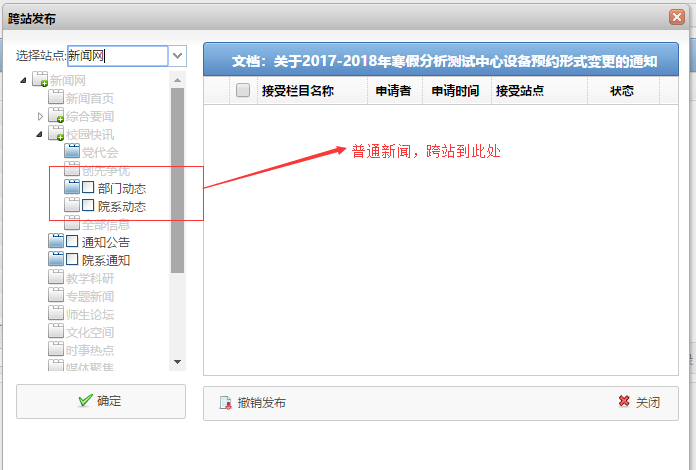 跨站发布
选择站点: 新闻网
文档：关于2017-2018年寒假分析测试中心设备预约形式变更的通知
接受栏目名称 申请者 申请时间 接受站点 状态
新闻网
新闻首页
综合要闻
校园快讯
党代会
创先争优
部门动态
院系动态
全部信息
通知公告
院系通知
教学科研
专题新闻
师生论坛
文化空间
时事热点
媒体聚焦
普通新闻，跨站到此处
确定
撤销发布
关闭